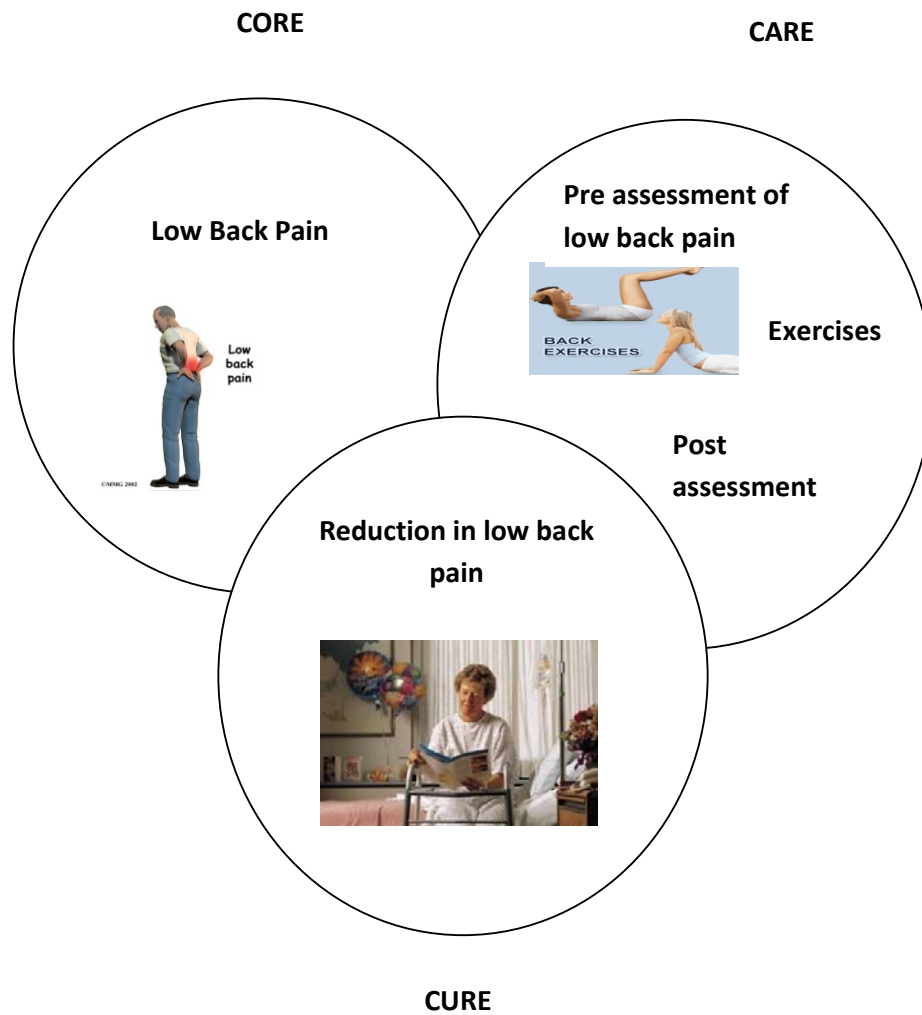 CORE
CARE
Low Back Pain
Low
back
pain
©MMG 2002
Pre assessment of
low back pain
BACK
EXERCISES
Exercises
Post
assessment
Reduction in low back
pain
CURE